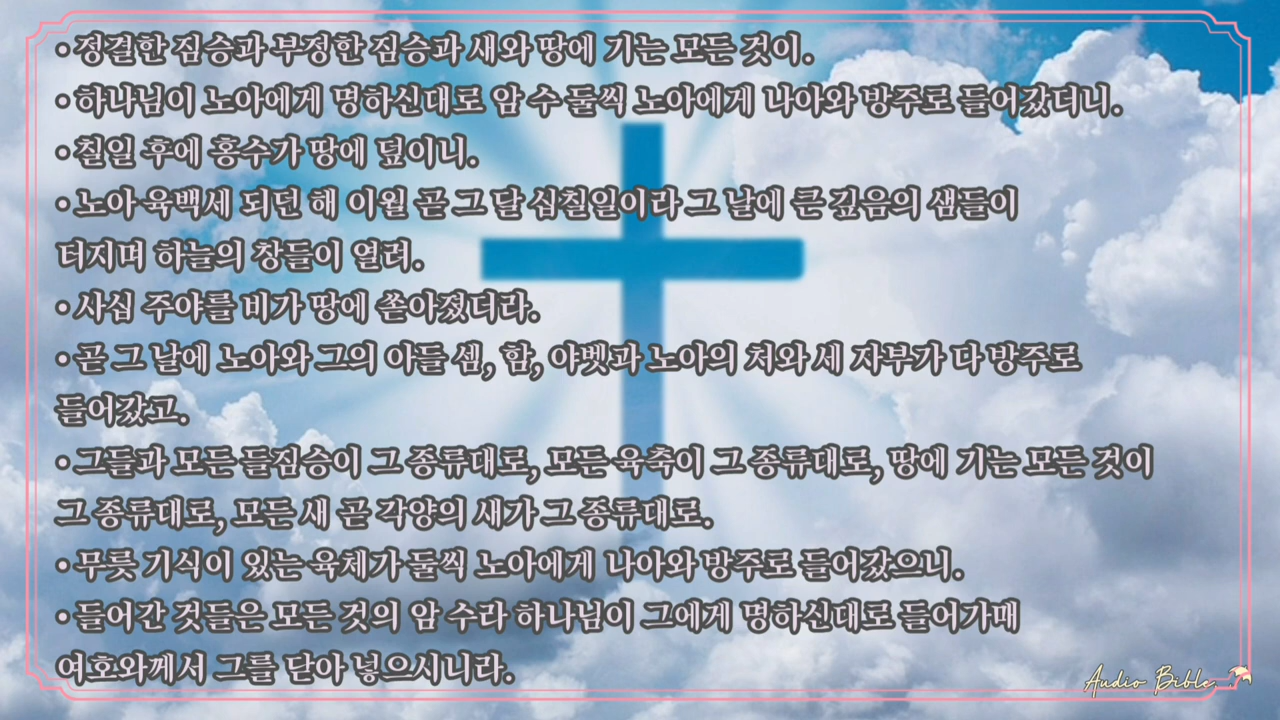 • 정결한 짐승과 부정한 짐승과 새와 땅에 기는 모든 것이.
• 하나님이 노아에게 명하신대로 암 수 둘씩 노아에게 나아와 방주로 들어갔더니.
• 칠일 후에 홍수가 땅에 덮이니.
• 노아 육백세 되던 해 이월 곧 그 달 십칠일이라 그 날에 큰 깊음의 샘들이
터지며 하늘의 창들이 열려.
• 사십 주야를 비가 땅에 쏟아졌더라.
• 곧 그 날에 노아와 그의 아들 셈, 함, 야벳과 노아의 처와 세 자부가 다 방주로
들어갔고.
• 그들과 모든 들짐승이 그 종류대로, 모든 육축이 그 종류대로, 땅에 기는 모든 것이
그 종류대로, 모든 새 곧 각양의 새가 그 종류대로.
• 무릇 기식이 있는 육체가 둘씩 노아에게 나아와 방주로 들어갔으니.
• 들어간 것들은 모든 것의 암 수라 하나님이 그에게 명하신대로 들어가매
여호와께서 그를 닫아 넣으시니라.
Audio Bible